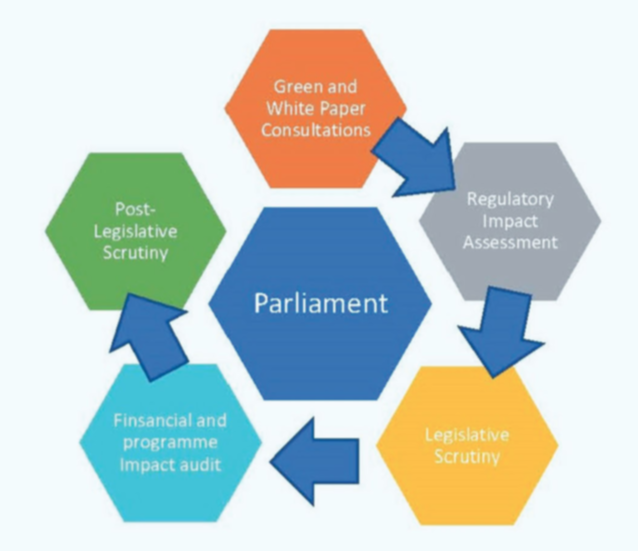 Green and
White Paper
Consultations
Regulatory
Impact
Assessment
Legislative
Scrutiny
Finsancial and
programme
Impact audit
Post-
Legislative
Scrutiny
Parliament